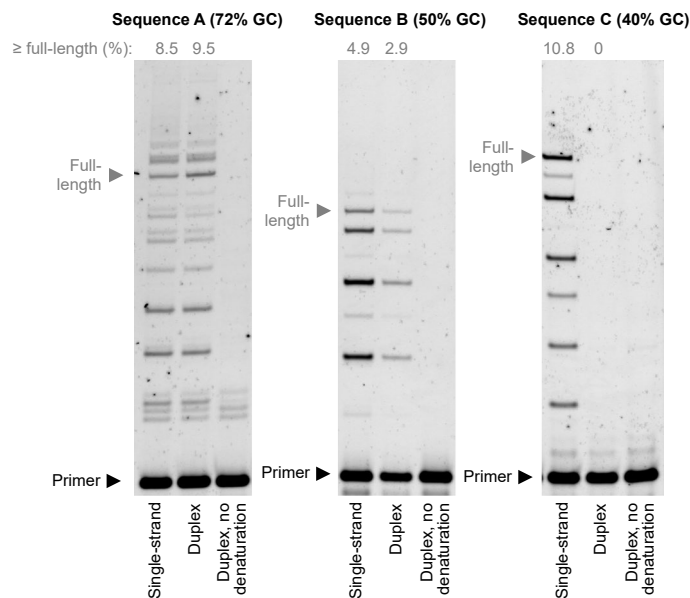 Sequence A (72% GC) Sequence B (50% GC) Sequence C (40% GC)
≥ full-length (%): 8.5 9.5 4.9 2.9 10.8 0
Full-
length
Full-
length
Full-
length
Primer
Primer
Primer
Single-strand
Duplex
Duplex, no
denaturation
Single-strand
Duplex
Duplex, no
denaturation
Single-strand
Duplex
Duplex, no
denaturation